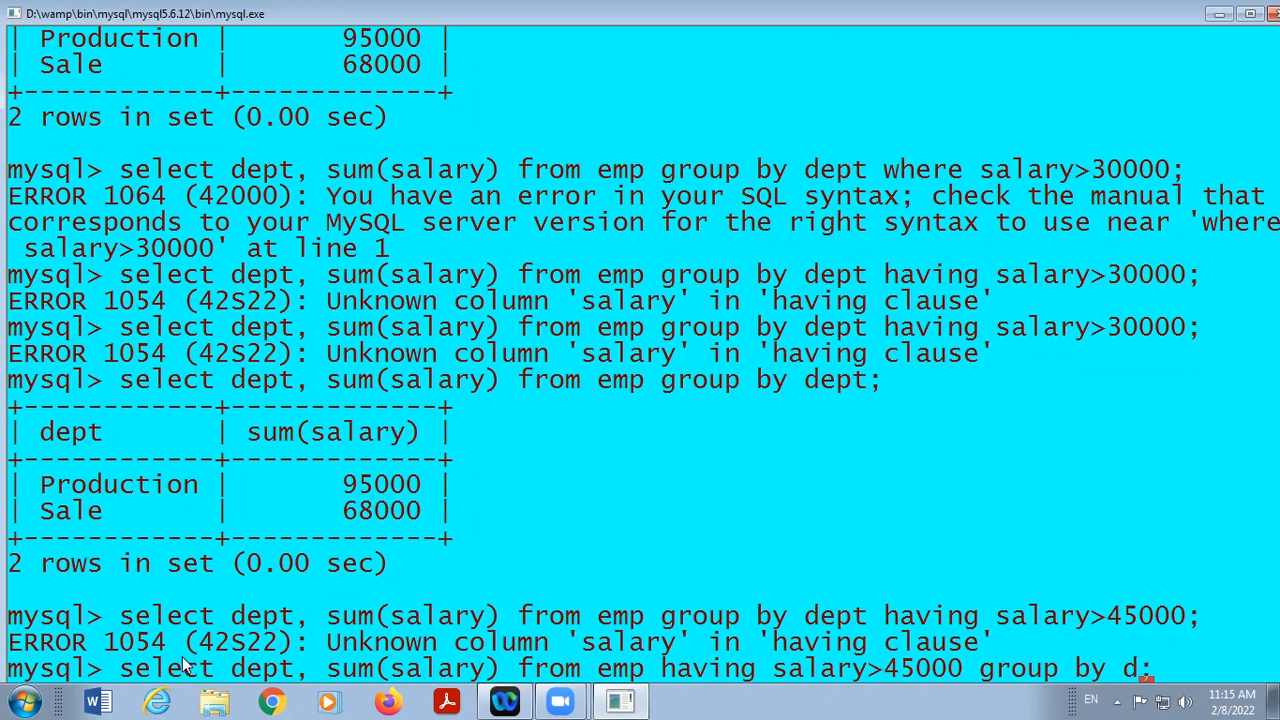 D:\wamp\bin\mysql\mysql5.6.12\bin\mysql.exe
| Production |       95000 |
| Sale       |       68000 |
+------------+-------------+
2 rows in set (0.00 sec)
mysql> select dept, sum(salary) from emp group by dept where salary>30000;
ERROR 1064 (42000): You have an error in your SQL syntax; check the manual that
corresponds to your MySQL server version for the right syntax to use near 'where
 salary>30000' at line 1
mysql> select dept, sum(salary) from emp group by dept having salary>30000;
ERROR 1054 (42S22): Unknown column 'salary' in 'having clause'
mysql> select dept, sum(salary) from emp group by dept having salary>30000;
ERROR 1054 (42S22): Unknown column 'salary' in 'having clause'
mysql> select dept, sum(salary) from emp group by dept;
+------------+-------------+
| dept       | sum(salary) |
+------------+-------------+
| Production |       95000 |
| Sale       |       68000 |
+------------+-------------+
2 rows in set (0.00 sec)
mysql> select dept, sum(salary) from emp group by dept having salary>45000;
ERROR 1054 (42S22): Unknown column 'salary' in 'having clause'
mysql> select dept, sum(salary) from emp having salary>45000 group by d;
EN
11:15 AM
2/8/2022